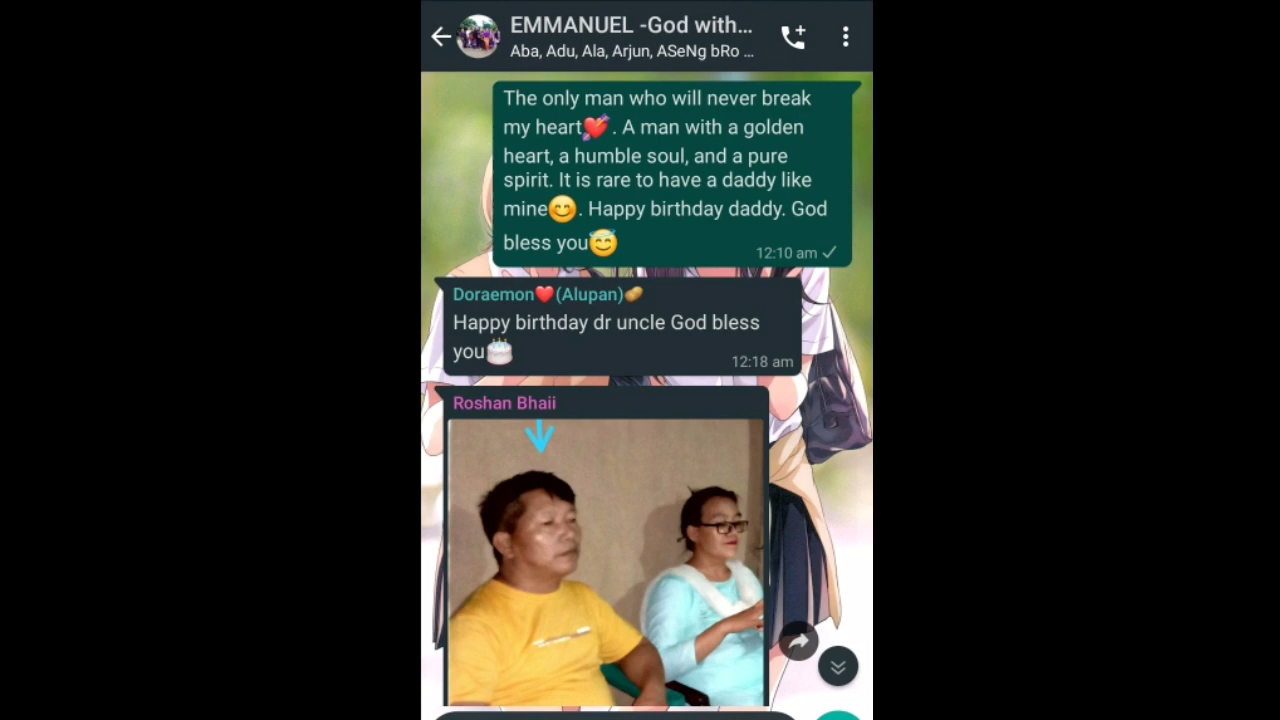 EMMANUEL -God with...
Aba, Adu, Ala, Arjun, ASeNg bRo ...
The only man who will never break
my heart💘. A man with a golden
heart, a humble soul, and a pure
spirit. It is rare to have a daddy like
mine😊. Happy birthday daddy. God
bless you😇
12:10 am
Doraemon❤️(Alupan)🥔
Happy birthday dr uncle God bless
you🎂
12:18 am
Roshan Bhaii